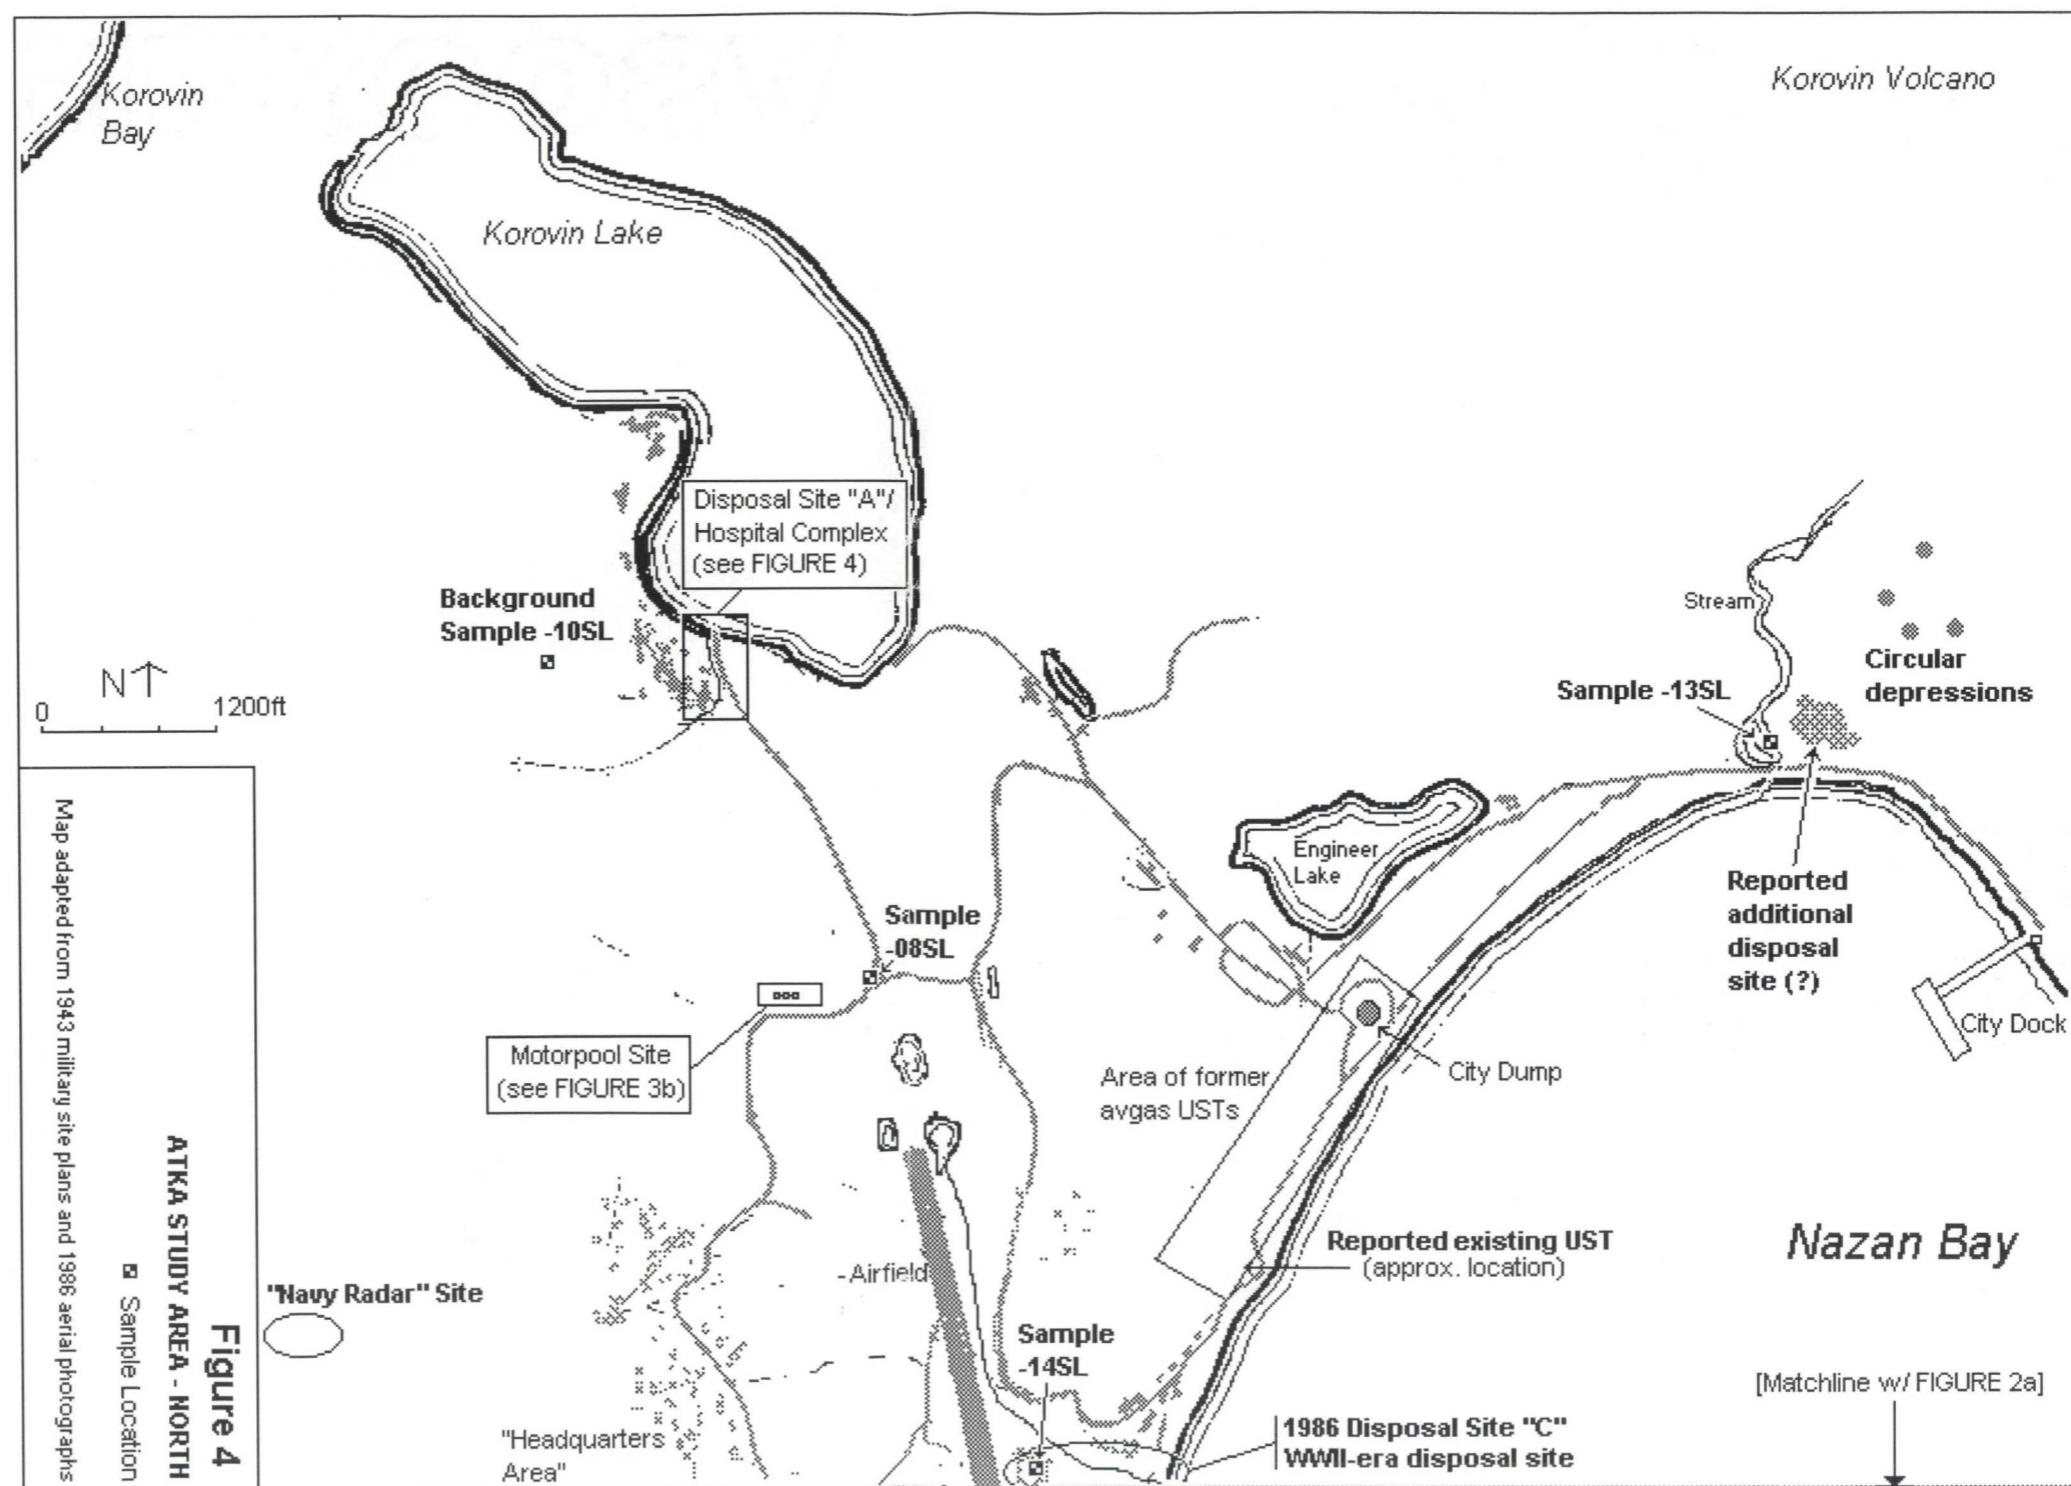 Korovin
Bay
Korovin Volcano
Korovin Lake
Disposal Site "A"/
Hospital Complex
(see FIGURE 4)
Background
Sample -10SL
N
0
1200ft
Stream
Circular
depressions
Sample -13SL
Engineer
Lake
Reported
additional
disposal
site (?)
City Dock
Sample
-08SL
Motorpool Site
(see FIGURE 3b)
Area of former
avgas USTs
City Dump
Airfield
Reported existing UST
(approx. location)
Nazan Bay
"Navy Radar" Site
Sample
-14SL
[Matchline w/ FIGURE 2a]
1986 Disposal Site "C"
WWII-era disposal site
"Headquarters
Area"
Figure 4
ATKA STUDY AREA - NORTH
Sample Location
Map adapted from 1943 military site plans and 1986 aerial photographs